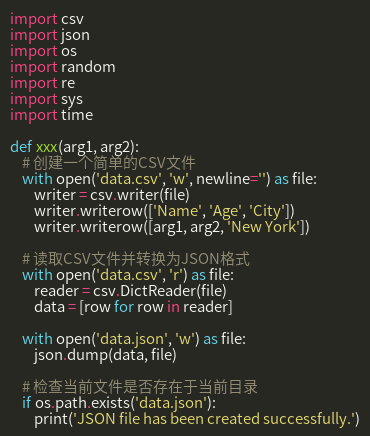 import csv
import json
import os
import random
import re
import sys
import time

def xxx(arg1, arg2):
    # 创建一个简单的CSV文件
    with open('data.csv', 'w', newline='') as file:
        writer = csv.writer(file)
        writer.writerow(['Name', 'Age', 'City'])
        writer.writerow([arg1, arg2, 'New York'])

    # 读取CSV文件并转换为JSON格式
    with open('data.csv', 'r') as file:
        reader = csv.DictReader(file)
        data = [row for row in reader]

    with open('data.json', 'w') as file:
        json.dump(data, file)

    # 检查当前文件是否存在于当前目录
    if os.path.exists('data.json'):
        print('JSON file has been created successfully.')